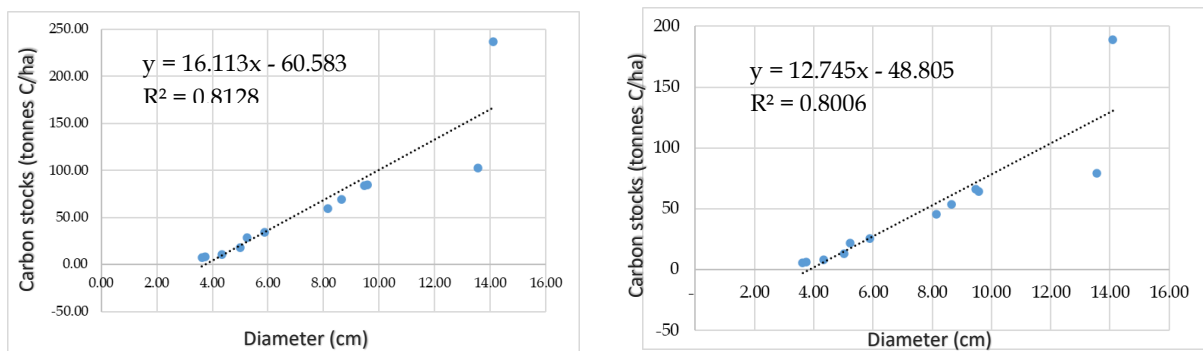 250.00
200.00
150.00
100.00
50.00
0.00
-50.00
0.00 2.00 4.00 6.00 8.00 10.00 12.00 14.00 16.00
Carbon stocks (tonnes C/ha)
y = 16.113x - 60.583
R² = 0.8128
Diameter (cm)
200
150
100
50
0
-50
- 2.00 4.00 6.00 8.00 10.00 12.00 14.00 16.00
Carbon stocks (tonnes C/ha)
y = 12.745x - 48.805
R² = 0.8006
Diameter (cm)